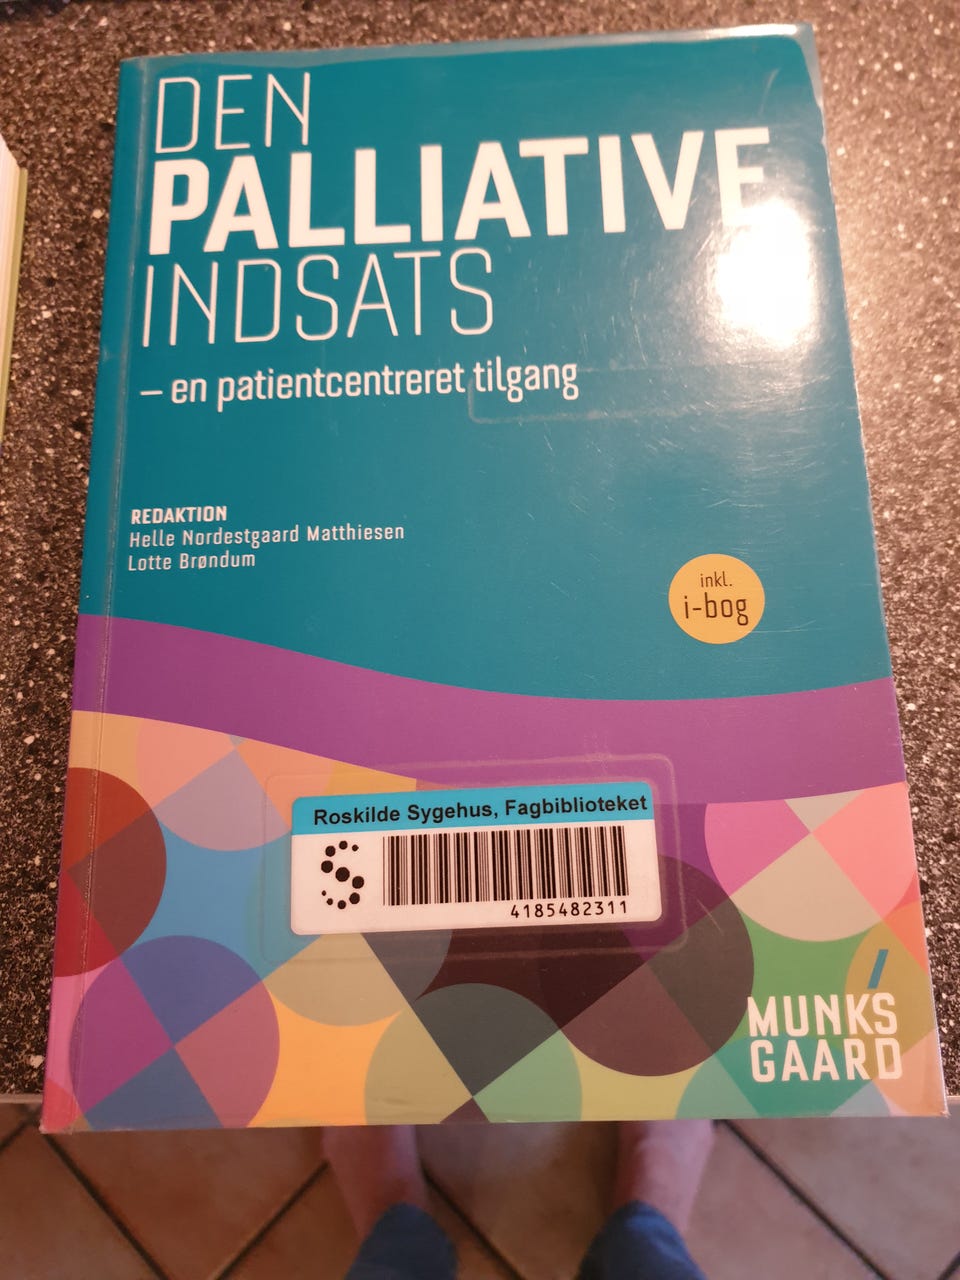 DEN
PALLIATIVE
INDSATS
– en patientcentreret tilgang
REDAKTION
Helle Nordestgaard Matthiesen
Lotte Brøndum
inkl.
i-bog
Roskilde Sygehus, Fagbiblioteket
4185482311
MUNKS
GAARD